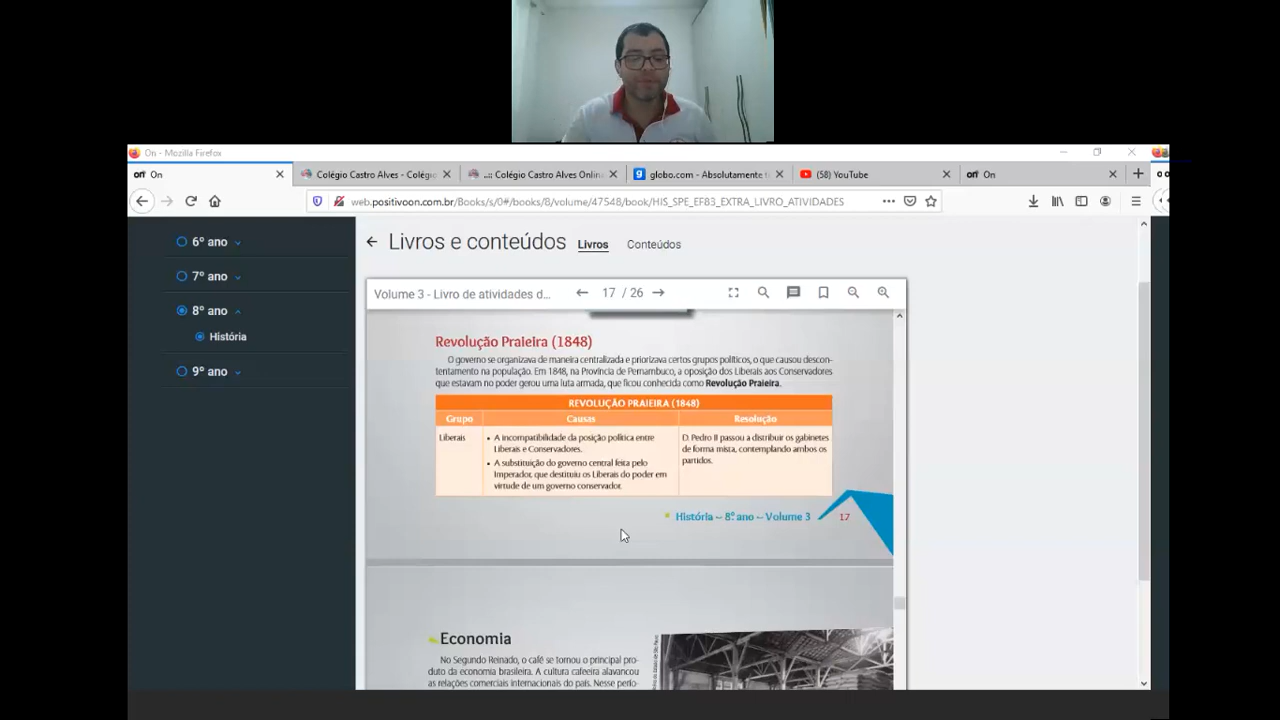 On - Mozilla Firefox
On
Colégio Castro Alves - Colégio
..:: Colégio Castro Alves Online
globo.com - Absolutamente t
(58) YouTube
On
web.positivoon.com.br/Books/s/0#/books/8/volume/47548/book/HIS_SPE_EF83_EXTRA_LIVRO_ATIVIDADES
6º ano
7º ano
8º ano
História
9º ano
Livros e conteúdos Livros Conteúdos
Volume 3 - Livro de atividades d... 17 / 26
Revolução Praieira (1848)
O governo se organizava de maneira centralizada e priorizava certos grupos políticos, o que causou descon-
tentamento na população. Em 1848, na Província de Pernambuco, a oposição dos Liberais aos Conservadores
que estavam no poder gerou uma luta armada, que ficou conhecida como Revolução Praieira.
REVOLUÇÃO PRAIEIRA (1848)
Grupo Causas Resolução
Liberais
• A incompatibilidade da posição política entre
Liberais e Conservadores.
• A substituição do governo central feita pelo
Imperador, que destituiu os Liberais do poder em
virtude de um governo conservador.
D. Pedro II passou a distribuir os gabinetes
de forma mista, contemplando ambos os
partidos.
História – 8º. ano – Volume 3 17
Economia
No Segundo Reinado, o café se tornou o principal pro-
duto da economia brasileira. A cultura cafeeira alavancou
as relações comerciais internacionais do país. Nesse perío-